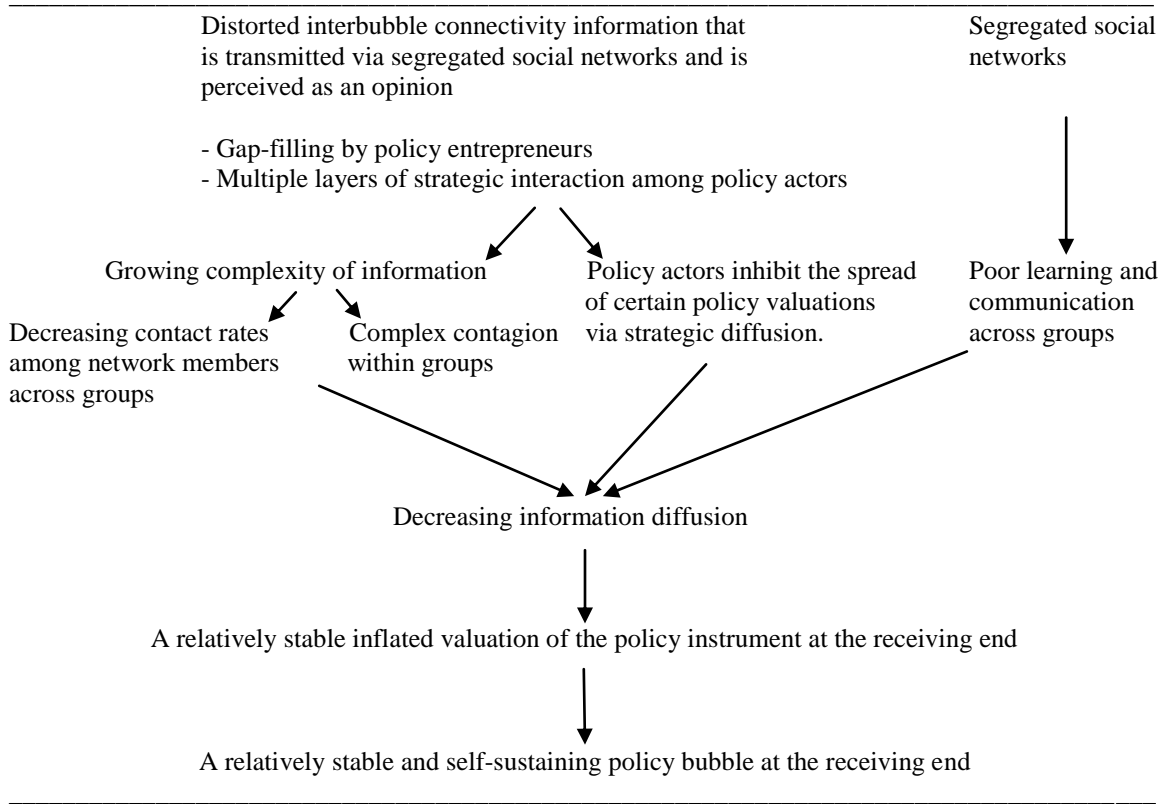 Distorted interbubble connectivity information that
is transmitted via segregated social networks and is
perceived as an opinion
- Gap-filling by policy entrepreneurs
- Multiple layers of strategic interaction among policy actors
Segregated social
networks
Growing complexity of information
Policy actors inhibit the spread
of certain policy valuations
via strategic diffusion.
Poor learning and
communication
across groups
Decreasing contact rates
among network members
across groups
Complex contagion
within groups
Decreasing information diffusion
A relatively stable inflated valuation of the policy instrument at the receiving end
A relatively stable and self-sustaining policy bubble at the receiving end